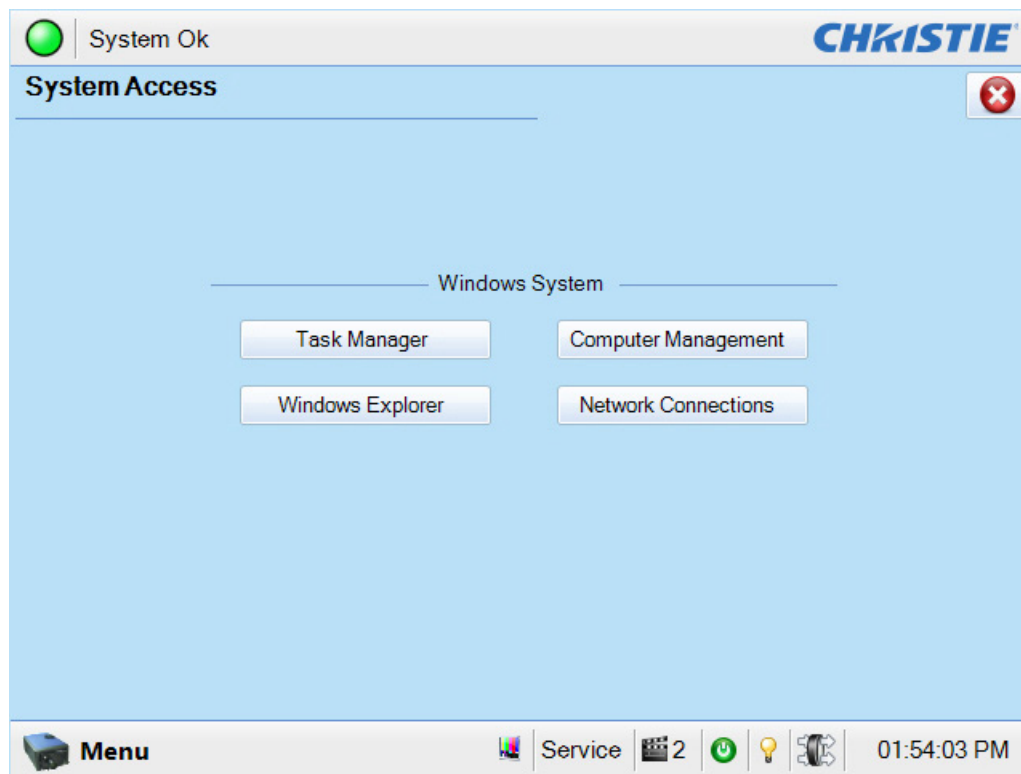 System Ok
CHRISTIE
System Access
Windows System
Task Manager
Computer Management
Windows Explorer
Network Connections
Menu
Service
2
01:54:03 PM